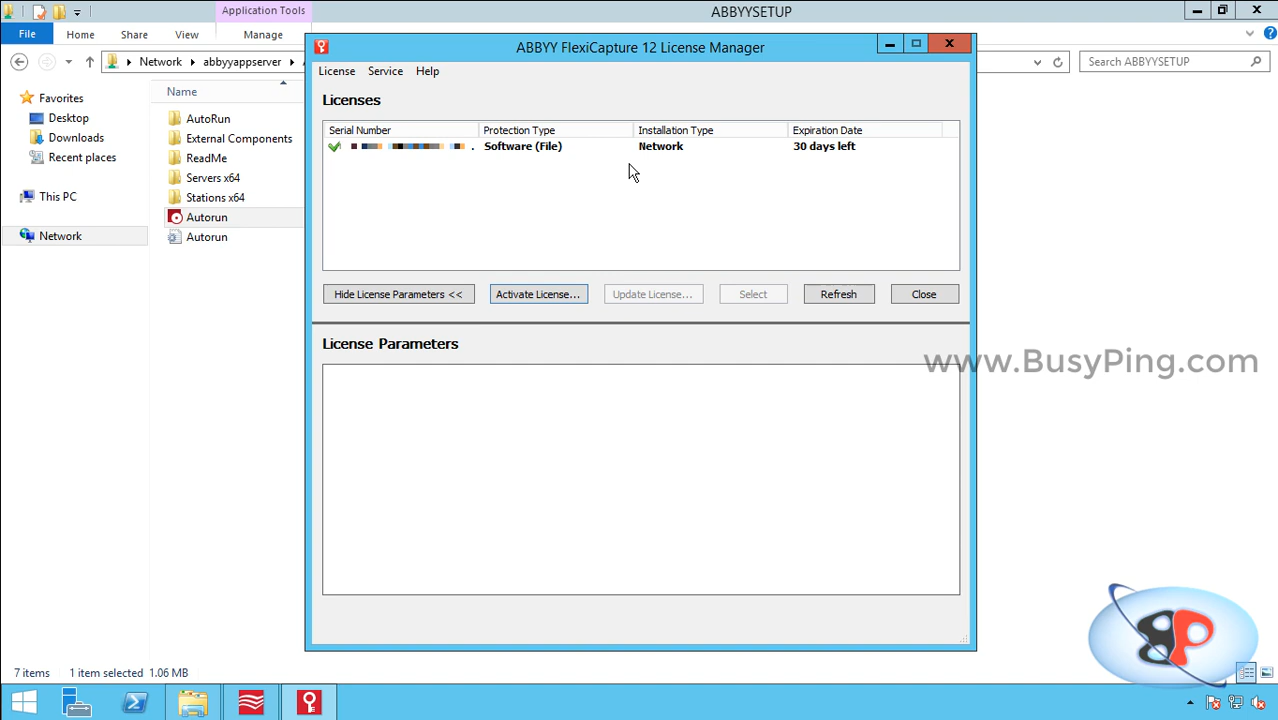 Application Tools
ABBYYSETUP
File Home Share View Manage
Network abbyyappserver
Search ABBYYSETUP
Favorites
Desktop
Downloads
Recent places
This PC
Network
Name
AutoRun
External Components
ReadMe
Servers x64
Stations x64
Autorun
Autorun
ABBYY FlexiCapture 12 License Manager
License Service Help
Licenses
Serial Number Protection Type Installation Type Expiration Date
Software (File) Network 30 days left
Hide License Parameters << Activate License... Update License... Select Refresh Close
License Parameters
www.BusyPing.com
BP
7 items 1 item selected 1.06 MB